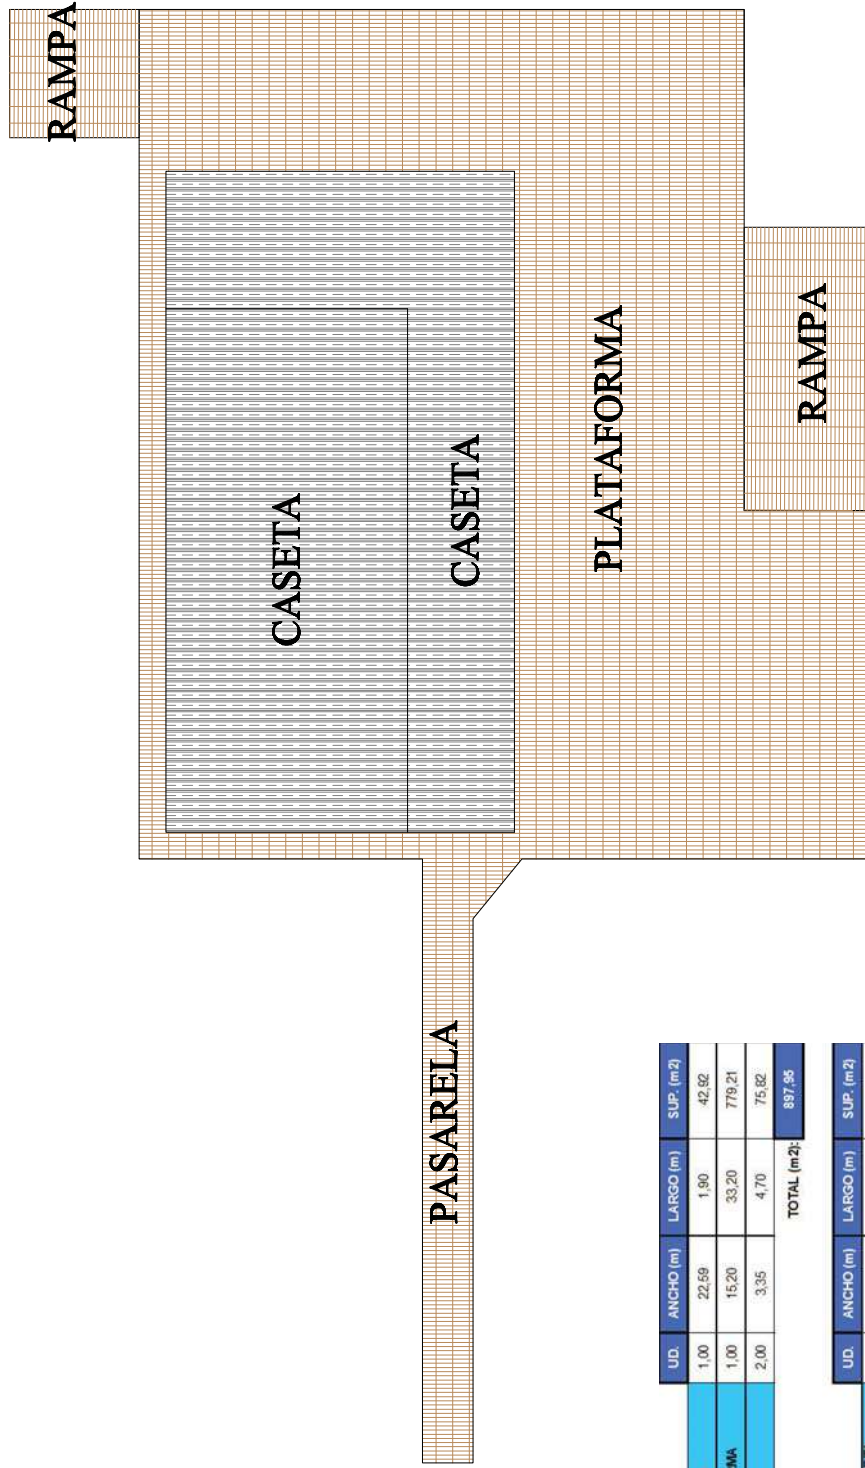 RAMPA
CASETA
CASETA
PLATAFORMA
RAMPA
PASARELA
UD. ANCHO (m) LARGO (m) SUP. (m2)
1,00 22,59 1,90 42,92
1,00 15,20 33,20 779,21
2,00 3,35 4,70 75,82
TOTAL (m2): 897,95
UD. ANCHO (m) LARGO (m) SUP. (m2)